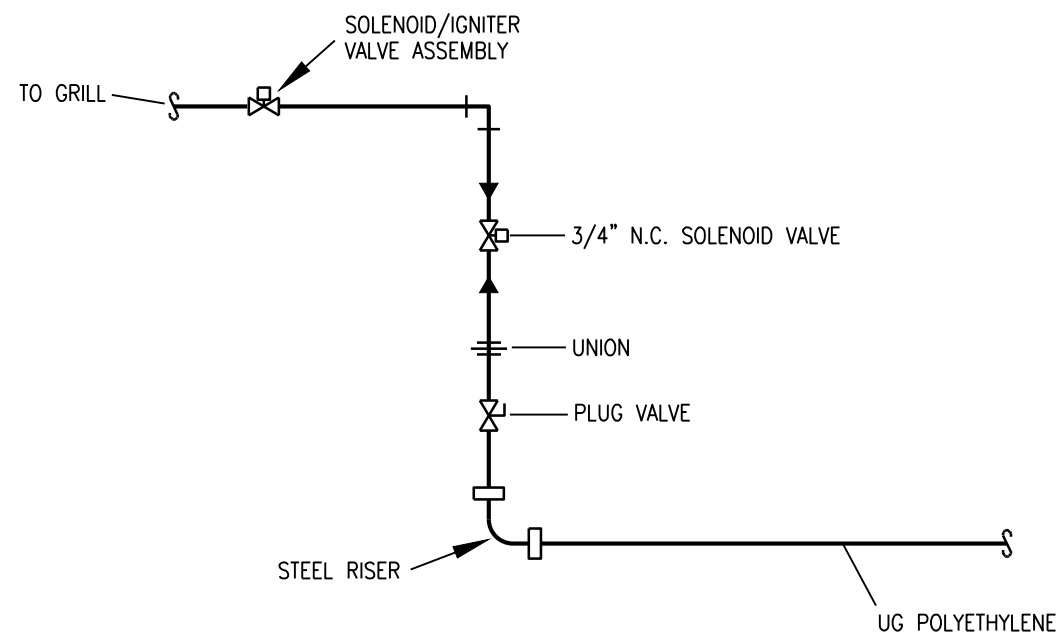 SOLENOID/IGNITER
VALVE ASSEMBLY
TO GRILL
3/4" N.C. SOLENOID VALVE
UNION
PLUG VALVE
STEEL RISER
UG POLYETHYLENE